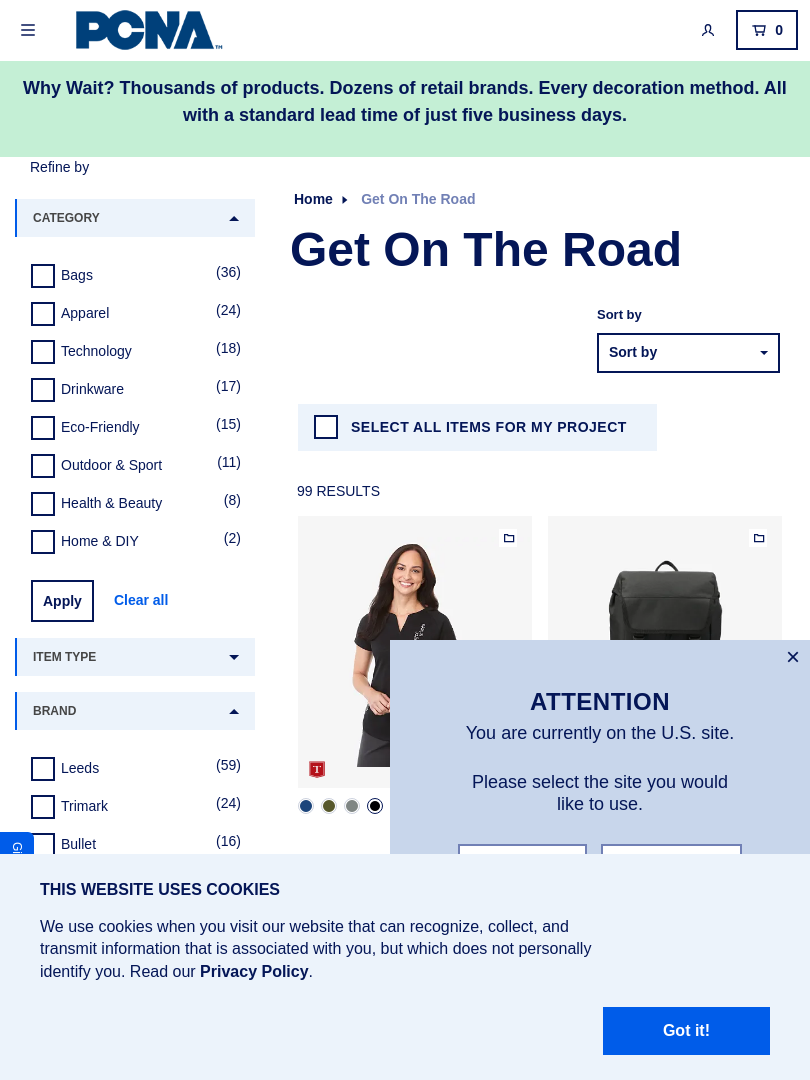 PCNA™
0
Why Wait? Thousands of products. Dozens of retail brands. Every decoration method. All
with a standard lead time of just five business days.
Refine by
CATEGORY
Bags (36)
Apparel (24)
Technology (18)
Drinkware (17)
Eco-Friendly (15)
Outdoor & Sport (11)
Health & Beauty (8)
Home & DIY (2)
Apply Clear all
ITEM TYPE
BRAND
Leeds (59)
Trimark (24)
Bullet (16)
Home Get On The Road
Get On The Road
Sort by
Sort by
SELECT ALL ITEMS FOR MY PROJECT
99 RESULTS
T
ATTENTION
You are currently on the U.S. site.
Please select the site you would
like to use.
THIS WEBSITE USES COOKIES
We use cookies when you visit our website that can recognize, collect, and
transmit information that is associated with you, but which does not personally
identify you. Read our Privacy Policy.
Got it!